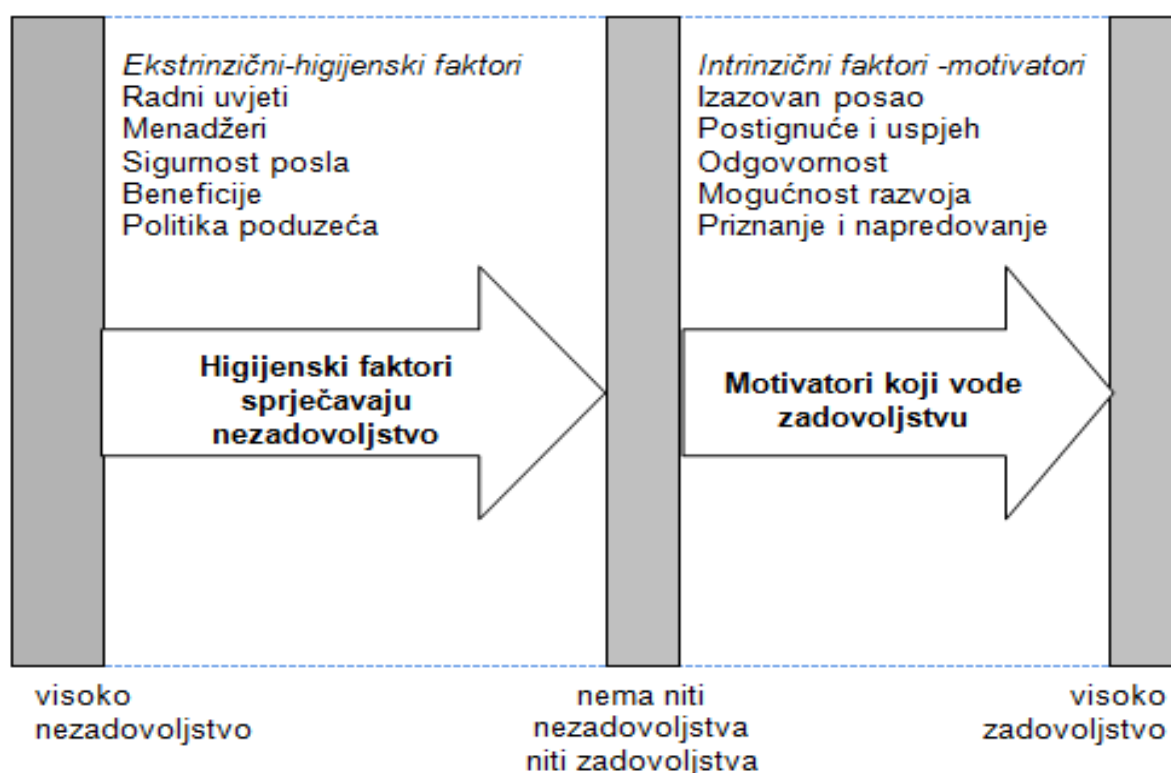 Ekstrinzični-higijenski faktori
Radni uvjeti
Menadžeri
Sigurnost posla
Beneficije
Politika poduzeća
Intrinzični faktori -motivatori
Izazovan posao
Postignuće i uspjeh
Odgovornost
Mogućnost razvoja
Priznanje i napredovanje
Higijenski faktori
sprječavaju
nezadovoljstvo
Motivatori koji vode
zadovoljstvu
visoko
nezadovoljstvo
nema niti
nezadovoljstva
niti zadovoljstva
visoko
zadovoljstvo